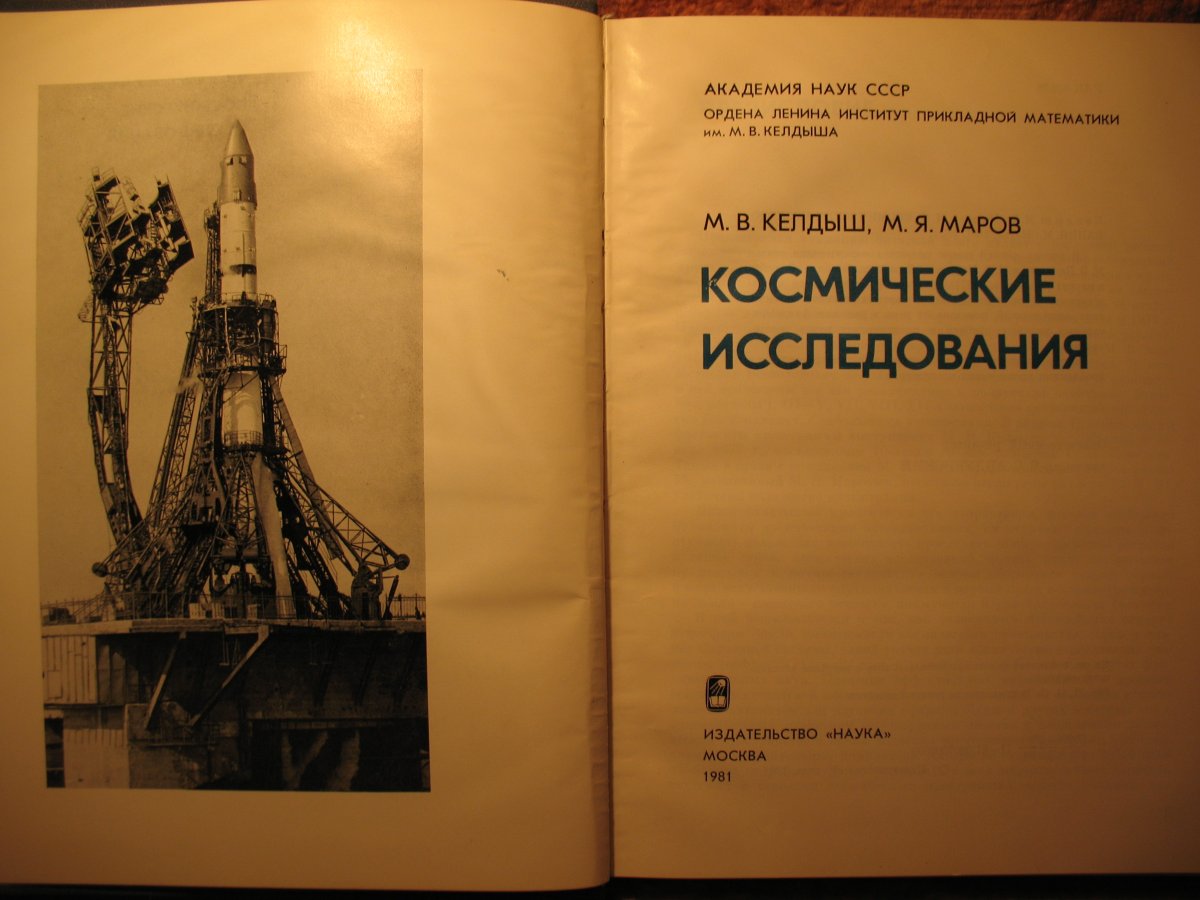 АКАДЕМИЯ НАУК СССР
ОРДЕНА ЛЕНИНА ИНСТИТУТ ПРИКЛАДНОЙ МАТЕМАТИКИ
им. М. В. КЕЛДЫША
М. В. КЕЛДЫШ, М. Я. МАРОВ
КОСМИЧЕСКИЕ
ИССЛЕДОВАНИЯ
ИЗДАТЕЛЬСТВО «НАУКА»
МОСКВА
1981